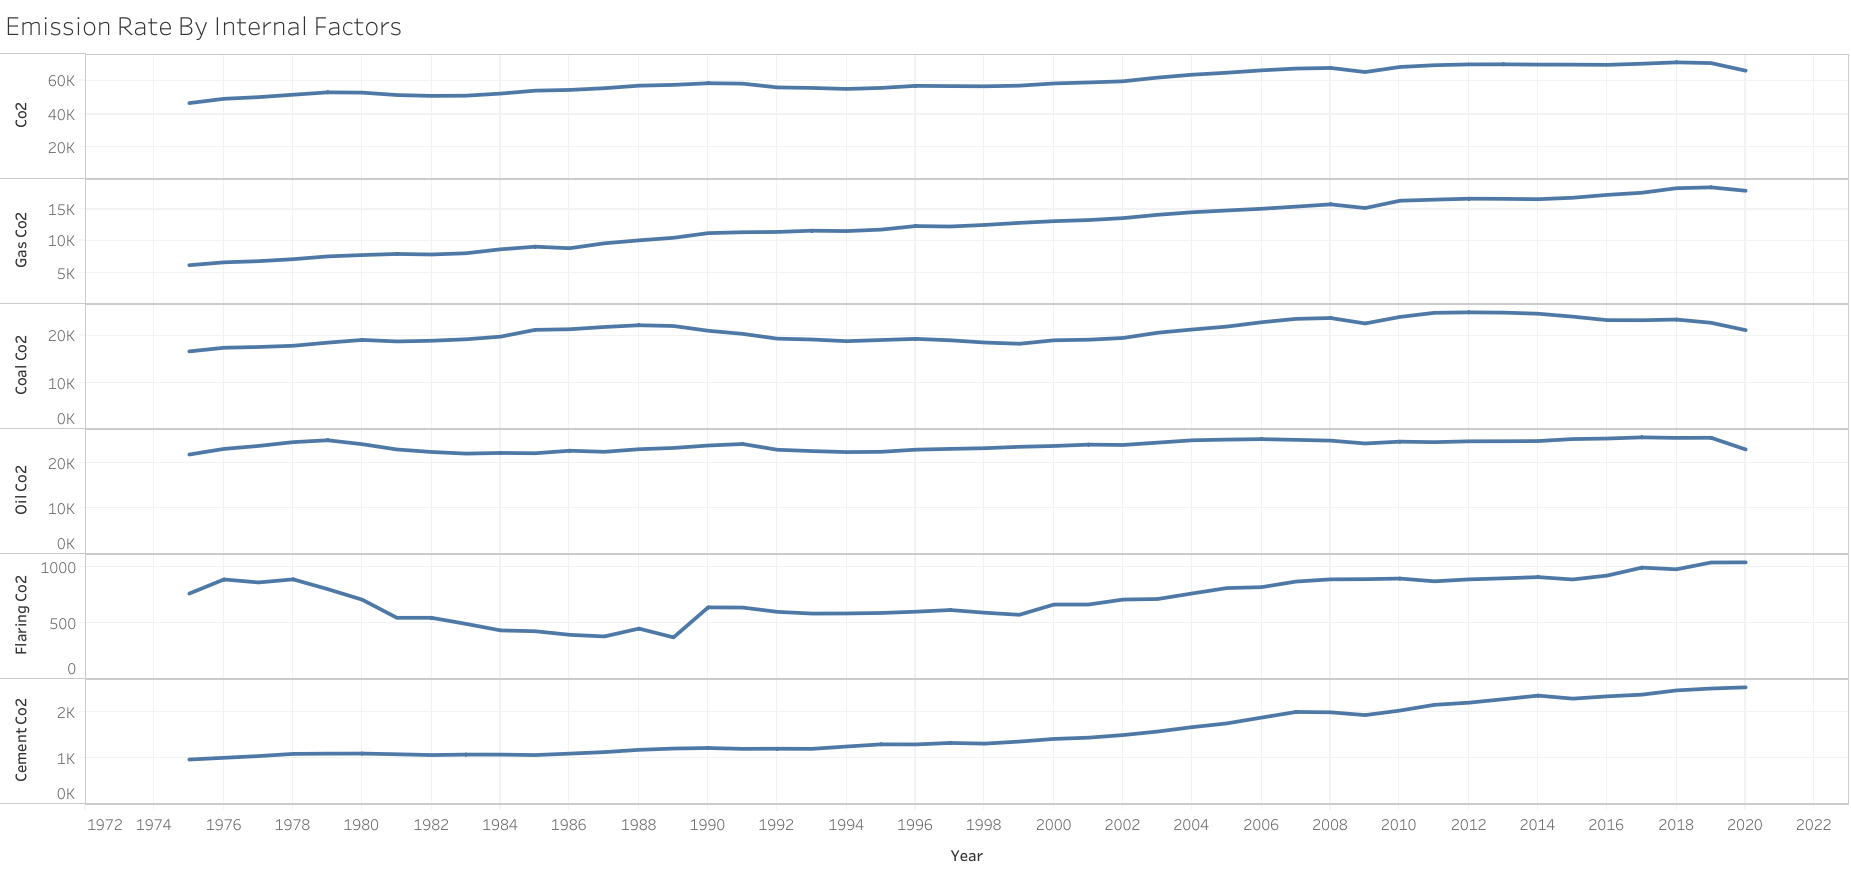 Emission Rate By Internal Factors
Co2
60K
40K
20K
Gas Co2
15K
10K
5K
Coal Co2
20K
10K
0K
Oil Co2
20K
10K
0K
Flaring Co2
1000
500
0
Cement Co2
2K
1K
0K
1972 1974 1976 1978 1980 1982 1984 1986 1988 1990 1992 1994 1996 1998 2000 2002 2004 2006 2008 2010 2012 2014 2016 2018 2020 2022
Year